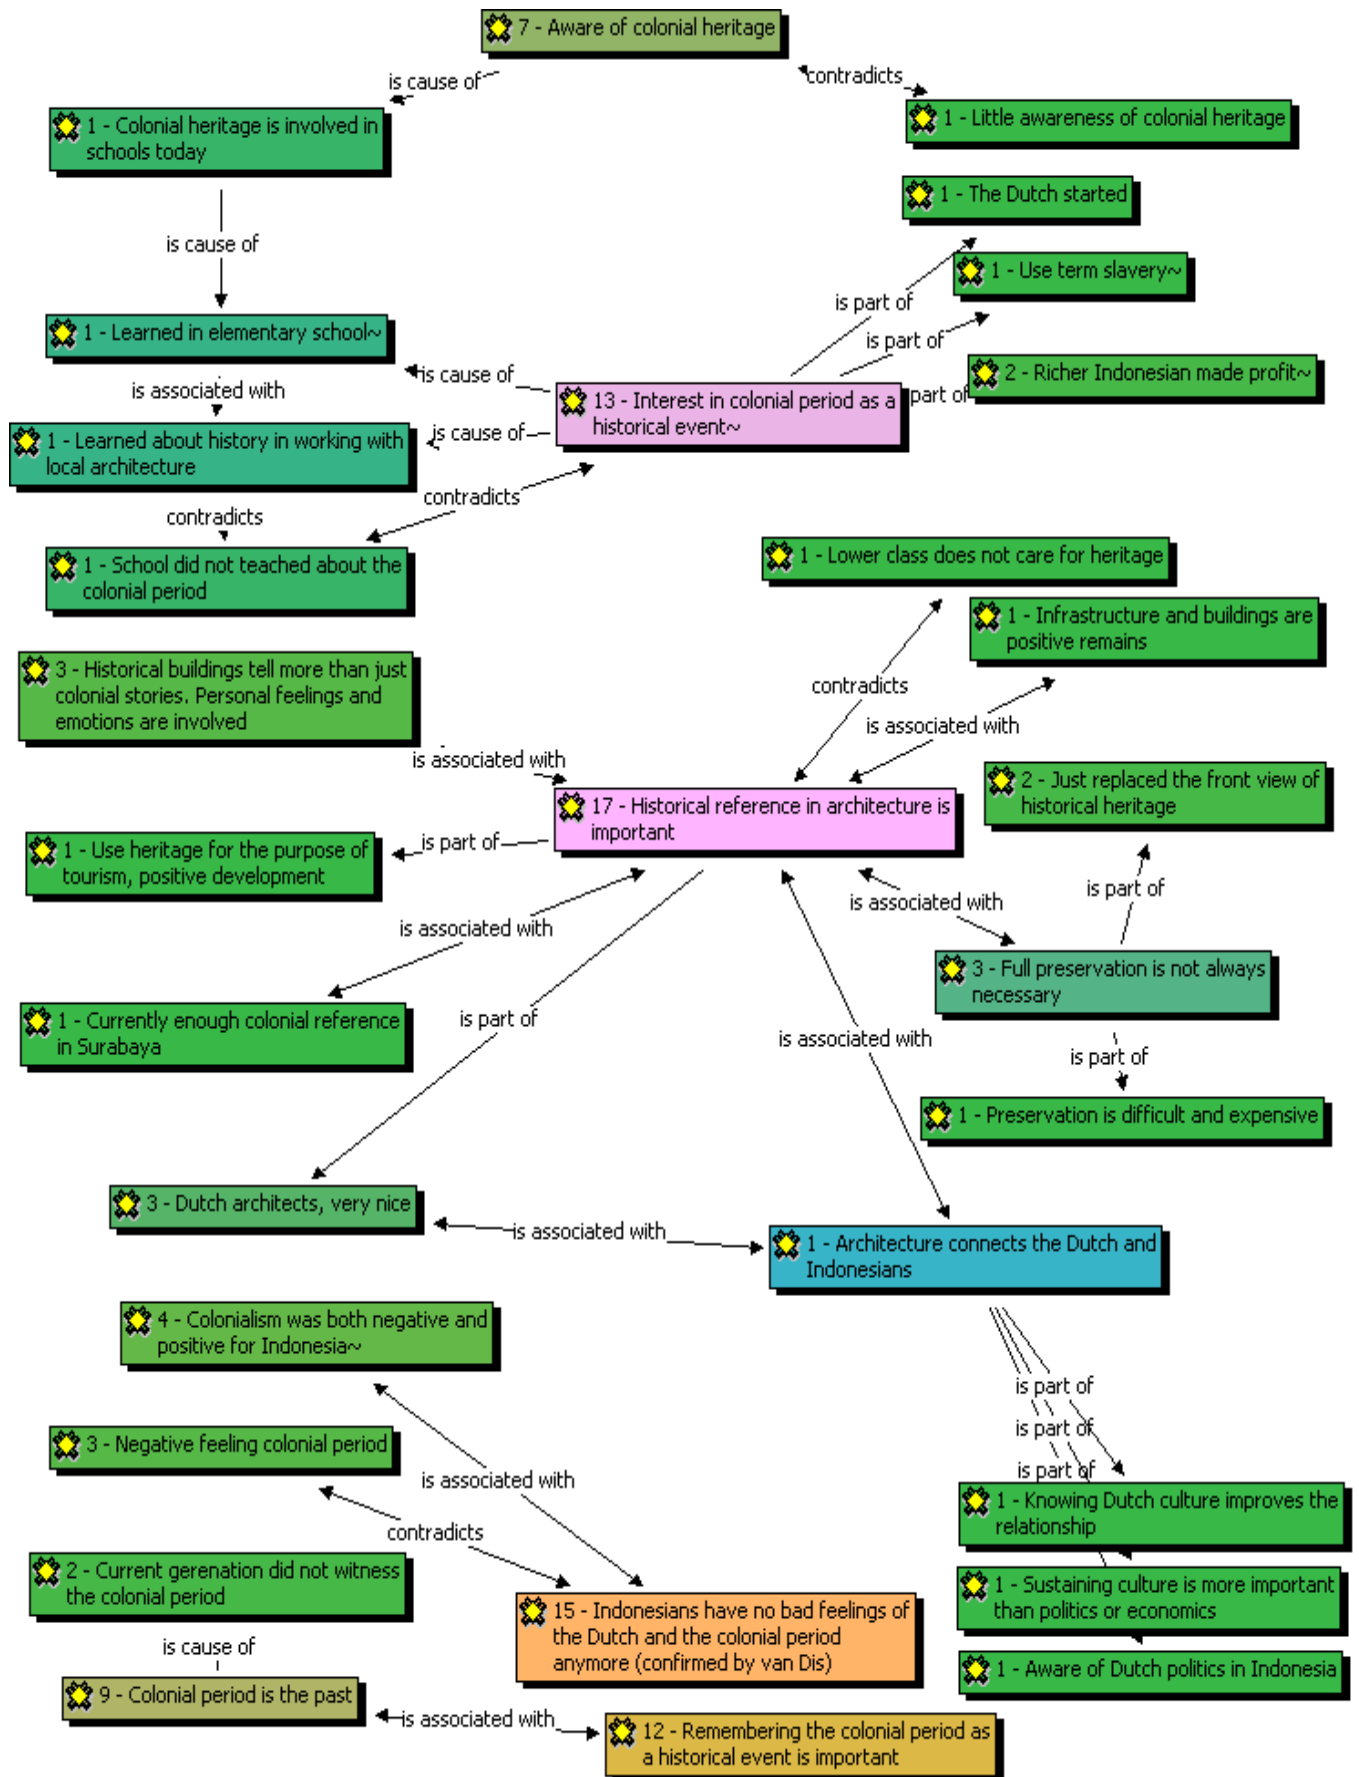 7 - Aware of colonial heritage
is cause of
contradicts
1 - Colonial heritage is involved in
schools today
1 - Little awareness of colonial heritage
1 - The Dutch started
is cause of
1 - Use term slavery~
is part of
1 - Learned in elementary school~
is part of
2 - Richer Indonesian made profit~
is cause of
is associated with
13 - Interest in colonial period as a
historical event~
part of
1 - Learned about history in working with
local architecture
is cause of
contradicts
contradicts
1 - School did not teached about the
colonial period
1 - Lower class does not care for heritage
1 - Infrastructure and buildings are
positive remains
3 - Historical buildings tell more than just
colonial stories. Personal feelings and
emotions are involved
contradicts
is associated with
is associated with
2 - Just replaced the front view of
historical heritage
17 - Historical reference in architecture is
important
1 - Use heritage for the purpose of
tourism, positive development
is part of
is part of
is associated with
is associated with
3 - Full preservation is not always
necessary
1 - Currently enough colonial reference
in Surabaya
is part of
is associated with
is part of
1 - Preservation is difficult and expensive
3 - Dutch architects, very nice
is associated with
1 - Architecture connects the Dutch and
Indonesians
4 - Colonialism was both negative and
positive for Indonesia~
is part of
is part of
is part of
3 - Negative feeling colonial period
is associated with
1 - Knowing Dutch culture improves the
relationship
contradicts
2 - Current gerenation did not witness
the colonial period
1 - Sustaining culture is more important
than politics or economics
15 - Indonesians have no bad feelings of
the Dutch and the colonial period
anymore (confirmed by van Dis)
is cause of
1 - Aware of Dutch politics in Indonesia
9 - Colonial period is the past
is associated with
12 - Remembering the colonial period as
a historical event is important